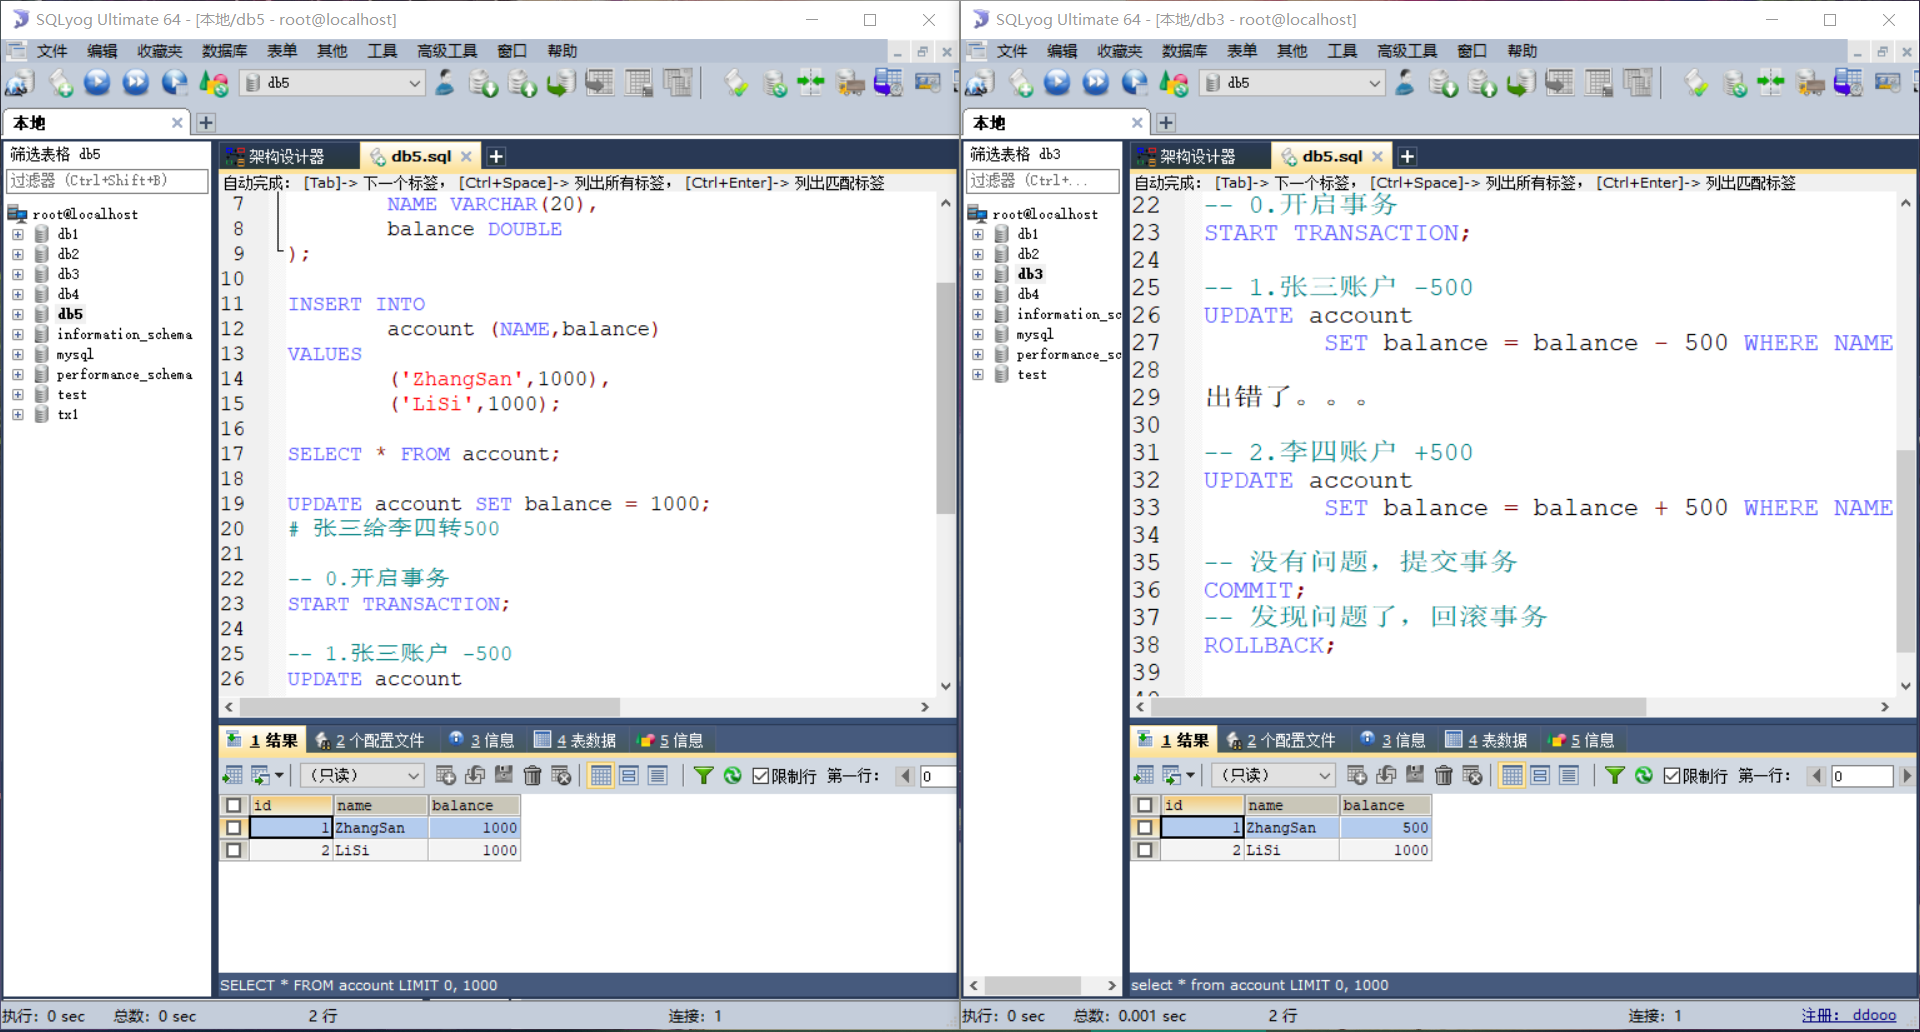 SQLyog Ultimate 64 - [本地/db5 - root@localhost]
文件 编辑 收藏夹 数据库 表单 其他 工具 高级工具 窗口 帮助
db5
本地
筛选表格 db5
过滤器 (Ctrl+Shift+B)
root@localhost
db1
db2
db3
db4
db5
information_schema
mysql
performance_schema
test
tx1
架构设计器 db5.sql
自动完成: [Tab]-> 下一个标签, [Ctrl+Space]-> 列出所有标签, [Ctrl+Enter]-> 列出匹配标签
7 NAME VARCHAR(20),
8 balance DOUBLE
9 );
10
11 INSERT INTO
12 account (NAME,balance)
13 VALUES
14 ('ZhangSan',1000),
15 ('LiSi',1000);
16
17 SELECT * FROM account;
18
19 UPDATE account SET balance = 1000;
20 # 张三给李四转500
21
22 -- 0.开启事务
23 START TRANSACTION;
24
25 -- 1.张三账户 -500
26 UPDATE account
1 结果 2 个配置文件 3 信息 4 表数据 5 信息
(只读) 限制行 第一行: 0
id name balance
1 ZhangSan 1000
2 LiSi 1000
SELECT * FROM account LIMIT 0, 1000
执行: 0 sec 总数: 0 sec 2 行 连接: 1
SQLyog Ultimate 64 - [本地/db3 - root@localhost]
文件 编辑 收藏夹 数据库 表单 其他 工具 高级工具 窗口 帮助
db5
本地
筛选表格 db3
过滤器 (Ctrl+...
root@localhost
db1
db2
db3
db4
information_sc
mysql
performance_sc
test
架构设计器 db5.sql
自动完成: [Tab]-> 下一个标签, [Ctrl+Space]-> 列出所有标签, [Ctrl+Enter]-> 列出匹配标签
22 -- 0.开启事务
23 START TRANSACTION;
24
25 -- 1.张三账户 -500
26 UPDATE account
27 SET balance = balance - 500 WHERE NAME
28
29 出错了。。。
30
31 -- 2.李四账户 +500
32 UPDATE account
33 SET balance = balance + 500 WHERE NAME
34
35 -- 没有问题，提交事务
36 COMMIT;
37 -- 发现问题了，回滚事务
38 ROLLBACK;
39
40
1 结果 2 个配置文件 3 信息 4 表数据 5 信息
(只读) 限制行 第一行: 0
id name balance
1 ZhangSan 500
2 LiSi 1000
select * from account LIMIT 0, 1000
执行: 0 sec 总数: 0.001 sec 2 行 连接: 1 注册: ddooo